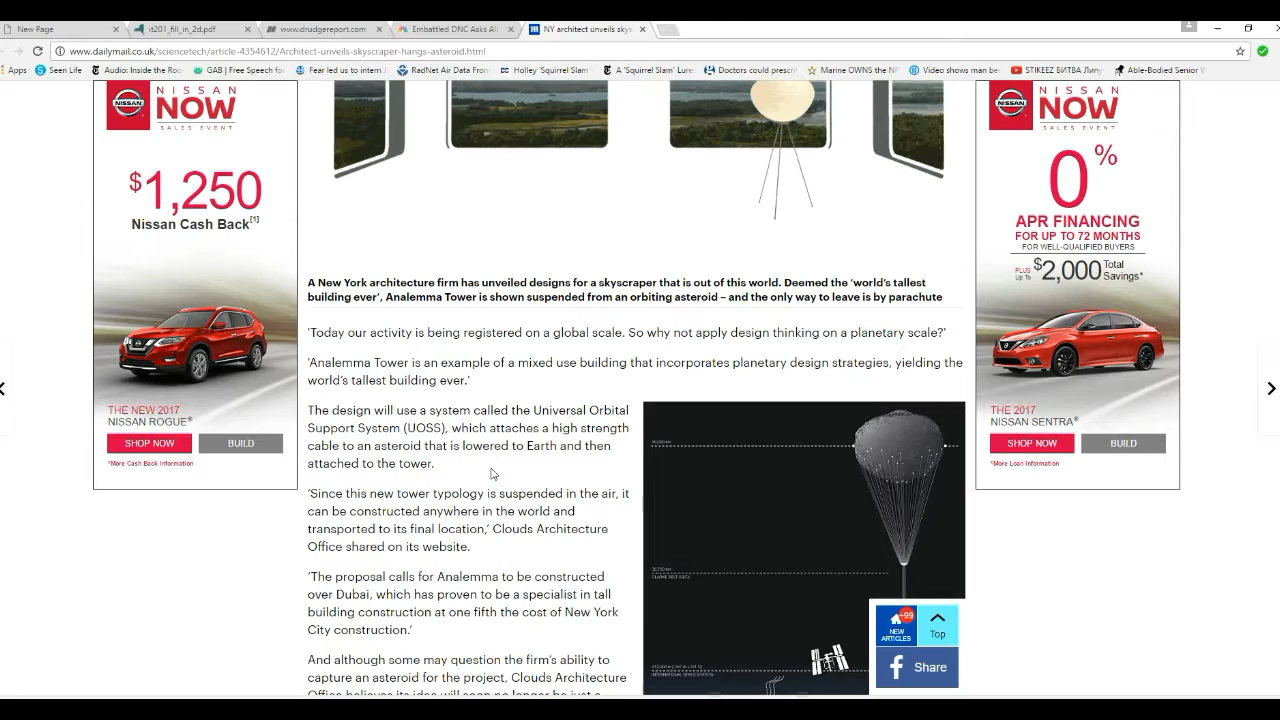 New Page
it201_fill_in_2d.pdf
www.drudgereport.com
Embattled DNC Asks All
NY architect unveils skys
www.dailymail.co.uk/sciencetech/article-4354612/Architect-unveils-skyscraper-hangs-asteroid.html
Apps
Seen Life
Audio: Inside the Roo
GAB | Free Speech fo
Fear led us to intern J
RadNet Air Data From
Holley 'Squirrel Slam'
A 'Squirrel Slam' Lure
Doctors could prescr
Marine OWNS the NF
Video shows man be
STIKEEZ БИТВА Липу
Able-Bodied Senior W
NISSAN
NOW
SALES EVENT
$1,250
Nissan Cash Back[1]
THE NEW 2017
NISSAN ROGUE®
SHOP NOW
BUILD
*More Cash Back Information
A New York architecture firm has unveiled designs for a skyscraper that is out of this world. Deemed the 'world's tallest
building ever', Analemma Tower is shown suspended from an orbiting asteroid – and the only way to leave is by parachute
'Today our activity is being registered on a global scale. So why not apply design thinking on a planetary scale?'
'Analemma Tower is an example of a mixed use building that incorporates planetary design strategies, yielding the
world's tallest building ever.'
The design will use a system called the Universal Orbital
Support System (UOSS), which attaches a high strength
cable to an asteroid that is lowered to Earth and then
attached to the tower.
'Since this new tower typology is suspended in the air, it
can be constructed anywhere in the world and
transported to its final location,' Clouds Architecture
Office shared on its website.
'The proposal calls for Analemma to be constructed
over Dubai, which has proven to be a specialist in tall
building construction at one fifth the cost of New York
City construction.'
And although some may question the firm's ability to
capture an asteroid for the project, Clouds Architecture
Office believes its idea will soon no longer be just a
INTERNATIONAL SPACE STATION
+99
NEW
ARTICLES
Top
Share
NISSAN
NOW
SALES EVENT
0%
APR FINANCING
FOR UP TO 72 MONTHS
FOR WELL-QUALIFIED BUYERS
PLUS
Up To
$2,000
Total
Savings*
THE 2017
NISSAN SENTRA®
SHOP NOW
BUILD
*More Loan Information